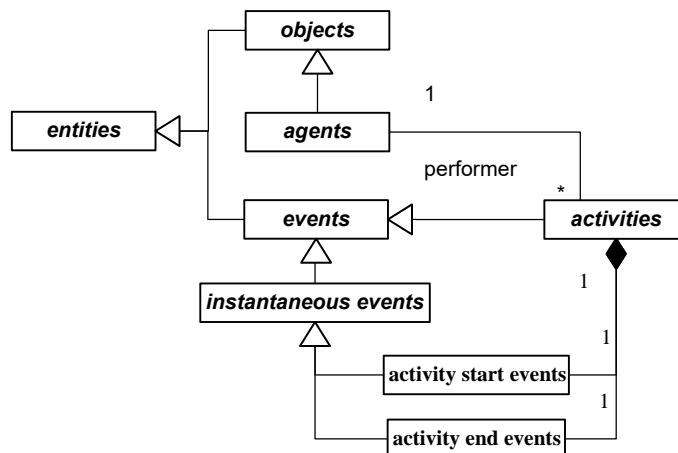 objects
1
entities
agents
performer
*
events
activities
1
instantaneous events
1
activity start events
1
activity end events